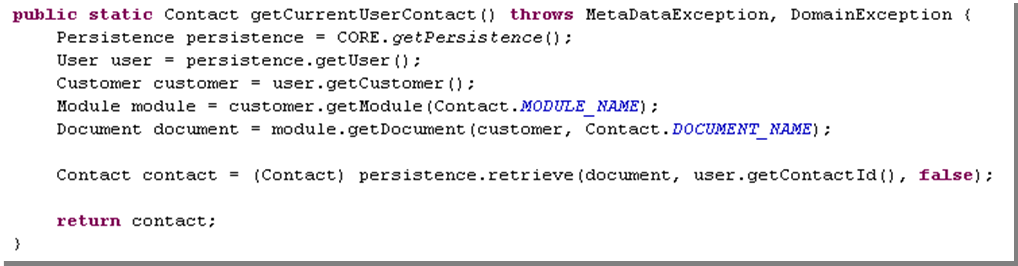 public static Contact getCurrentUserContact() throws MetaDataException, DomainException {
    Persistence persistence = CORE.getPersistence();
    User user = persistence.getUser();
    Customer customer = user.getCustomer();
    Module module = customer.getModule(Contact.MODULE_NAME);
    Document document = module.getDocument(customer, Contact.DOCUMENT_NAME);

    Contact contact = (Contact) persistence.retrieve(document, user.getContactId(), false);

    return contact;
}